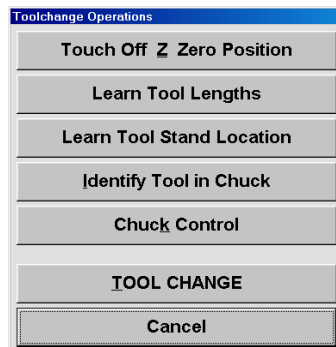 Toolchange Operations
Touch Off Z Zero Position
Learn Tool Lengths
Learn Tool Stand Location
Identify Tool in Chuck
Chuck Control
TOOL CHANGE
Cancel